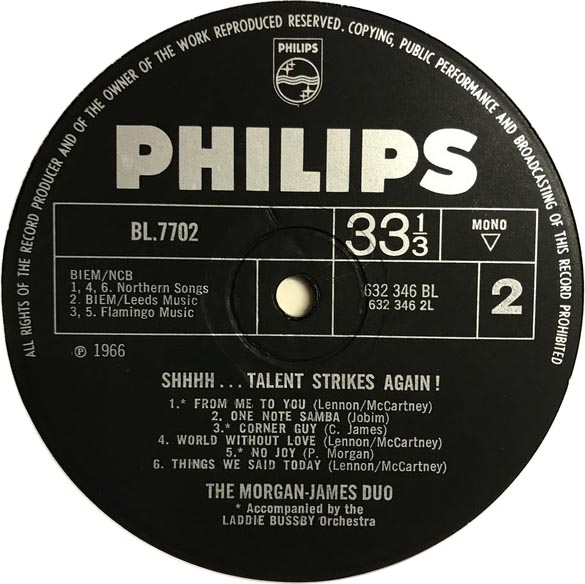 ALL RIGHTS OF THE RECORD PRODUCER AND OF THE OWNER OF THE WORK REPRODUCED RESERVED. COPYING, PUBLIC PERFORMANCE AND BROADCASTING OF THIS RECORD PROHIBITED
PHILIPS
PHILIPS
BL.7702
33 1/3
MONO
BIEM/NCB
1, 4, 6. Northern Songs
2. BIEM/Leeds Music
3, 5. Flamingo Music
632 346 BL
632 346 2L
2
℗ 1966
SHHHH... TALENT STRIKES AGAIN!
1.* FROM ME TO YOU (Lennon/McCartney)
2. ONE NOTE SAMBA (Jobim)
3.* CORNER GUY (C. James)
4. WORLD WITHOUT LOVE (Lennon/McCartney)
5.* NO JOY (P. Morgan)
6. THINGS WE SAID TODAY (Lennon/McCartney)
THE MORGAN-JAMES DUO
* Accompanied by the
LADDIE BUSSBY Orchestra